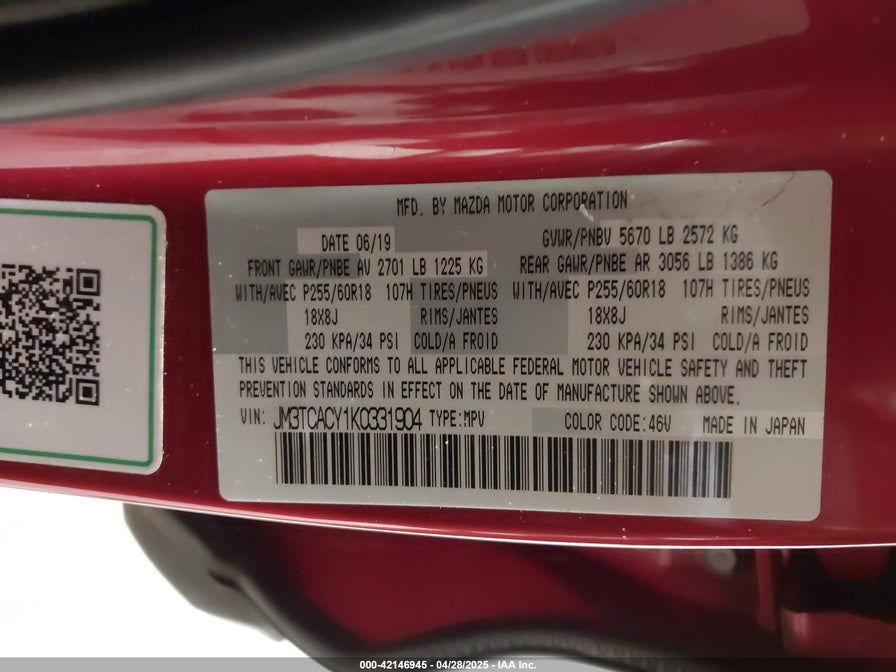 MFD. BY MAZDA MOTOR CORPORATION
DATE 06/19 GVWR/PNBV 5670 LB 2572 KG
FRONT GAWR/PNBE AV 2701 LB 1225 KG REAR GAWR/PNBE AR 3056 LB 1386 KG
WITH/AVEC P255/60R18 107H TIRES/PNEUS WITH/AVEC P255/60R18 107H TIRES/PNEUS
18X8J RIMS/JANTES 18X8J RIMS/JANTES
230 KPA/34 PSI COLD/A FROID 230 KPA/34 PSI COLD/A FROID
THIS VEHICLE CONFORMS TO ALL APPLICABLE FEDERAL MOTOR VEHICLE SAFETY AND THEFT
PREVENTION STANDARDS IN EFFECT ON THE DATE OF MANUFACTURE SHOWN ABOVE.
VIN: JM3TCACY1K0331904 TYPE:MPV COLOR CODE:46V MADE IN JAPAN
000-42146945 - 04/28/2025 - IAA Inc.